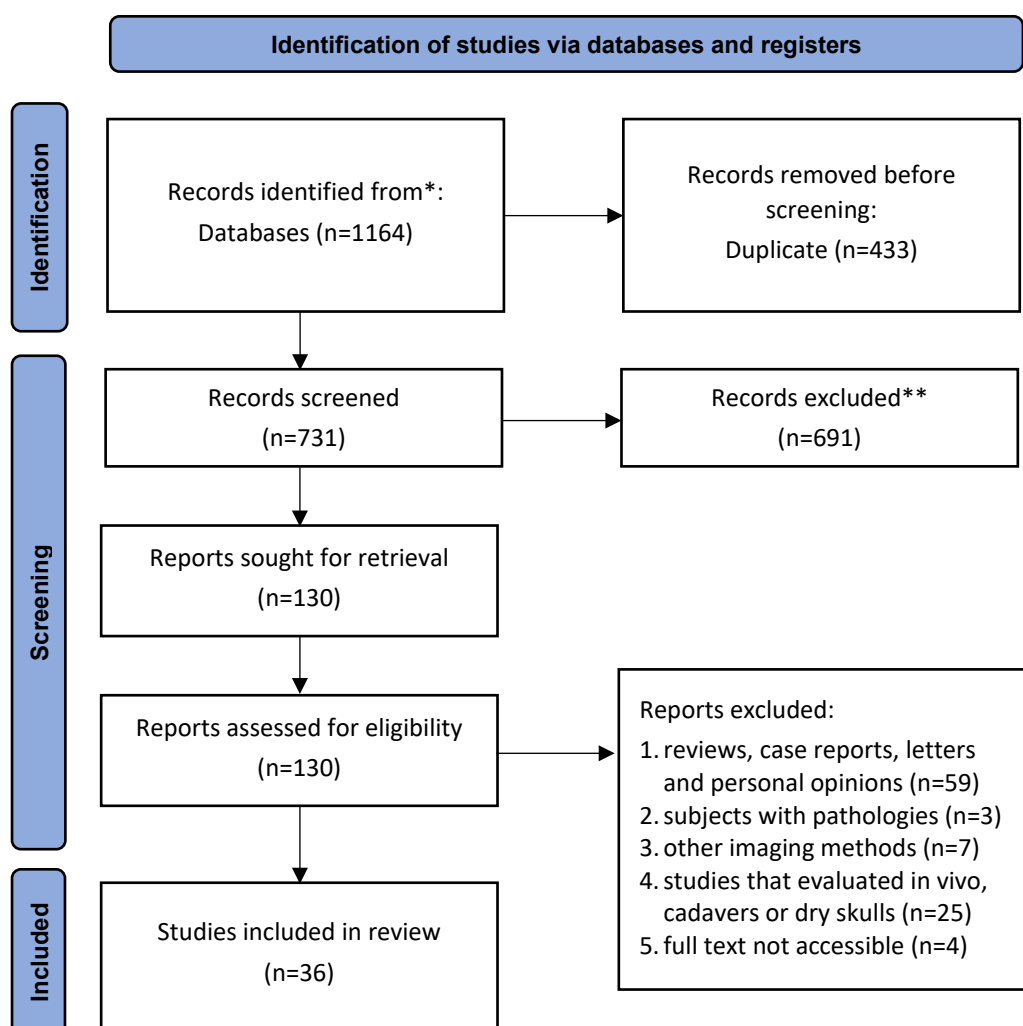 Identification of studies via databases and registers
Identification
Records identified from*:
Databases (n=1164)
Records removed before
screening:
Duplicate (n=433)
Screening
Records screened
(n=731)
Records excluded**
(n=691)
Reports sought for retrieval
(n=130)
Reports assessed for eligibility
(n=130)
Reports excluded:
1. reviews, case reports, letters
and personal opinions (n=59)
2. subjects with pathologies (n=3)
3. other imaging methods (n=7)
4. studies that evaluated in vivo,
cadavers or dry skulls (n=25)
5. full text not accessible (n=4)
Included
Studies included in review
(n=36)